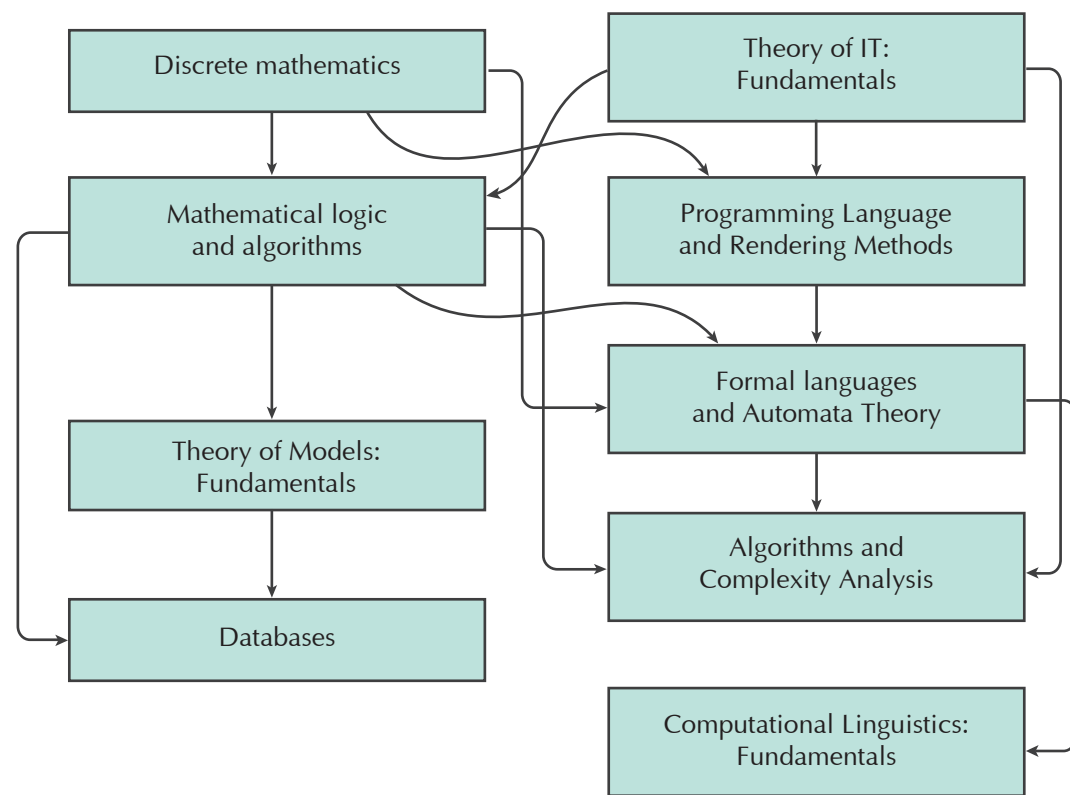 Discrete mathematics
Theory of IT:
Fundamentals
Mathematical logic
and algorithms
Programming Language
and Rendering Methods
Formal languages
and Automata Theory
Theory of Models:
Fundamentals
Algorithms and
Complexity Analysis
Databases
Computational Linguistics:
Fundamentals